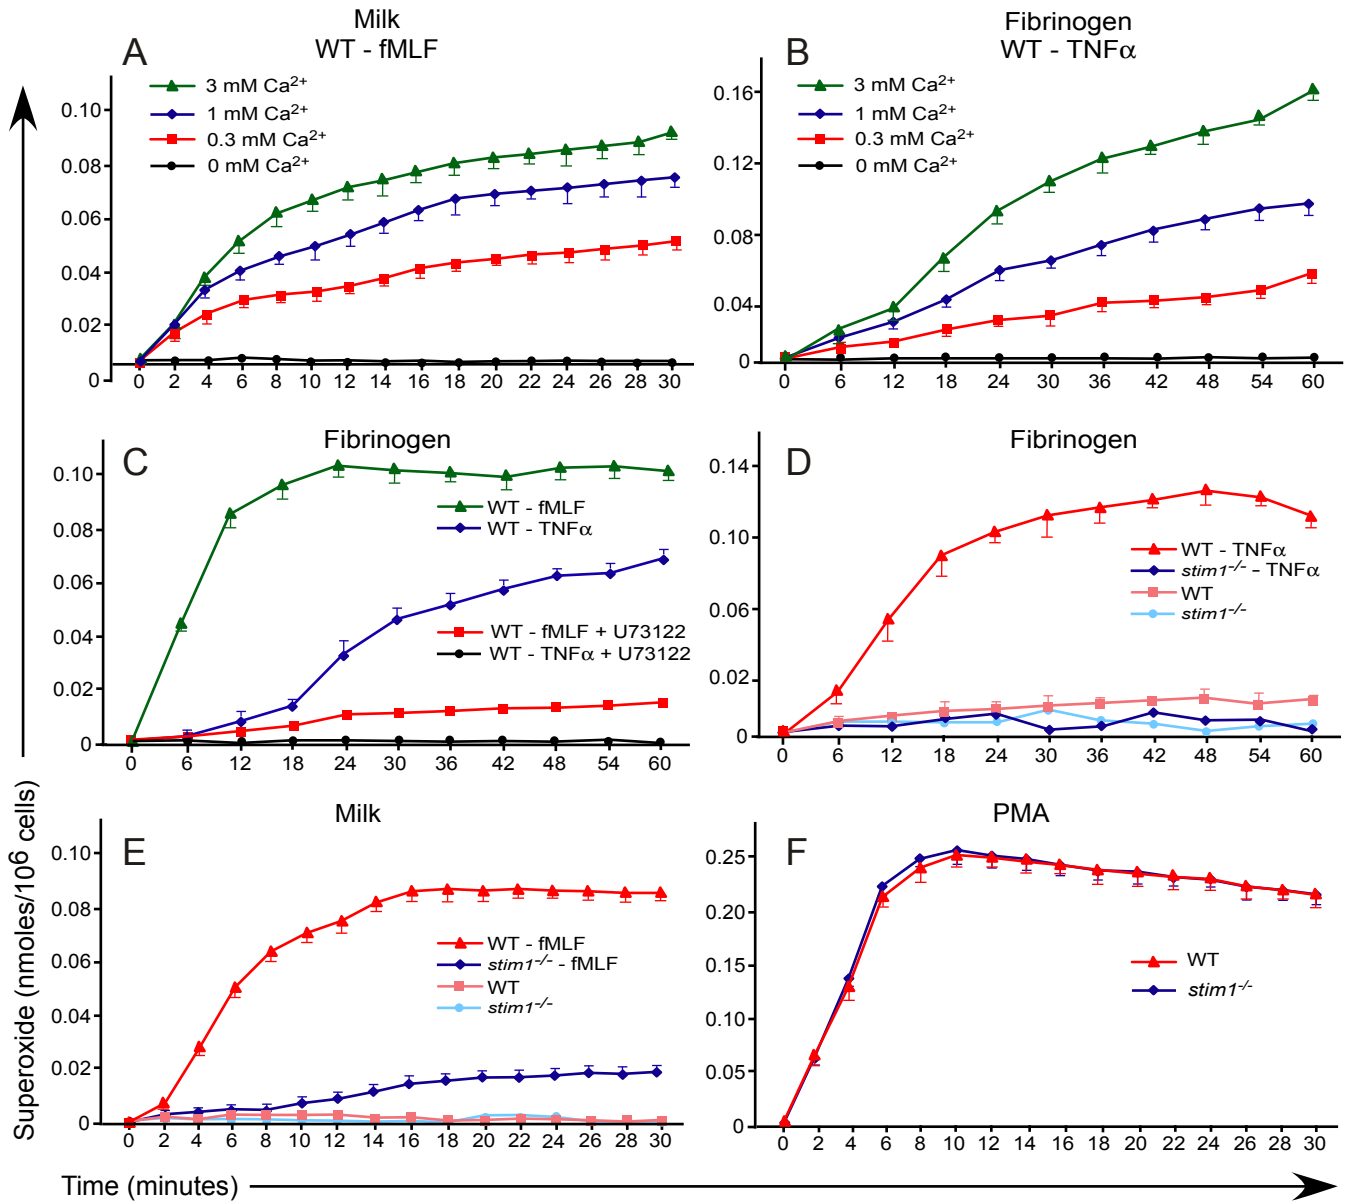 Milk
WT - fMLF
A
3 mM Ca²⁺
1 mM Ca²⁺
0.3 mM Ca²⁺
0 mM Ca²⁺
0.10
0.08
0.06
0.04
0.02
0
0 2 4 6 8 10 12 14 16 18 20 22 24 26 28 30
Fibrinogen
WT - TNFα
B
3 mM Ca²⁺
1 mM Ca²⁺
0.3 mM Ca²⁺
0 mM Ca²⁺
0.16
0.12
0.08
0.04
0
0 6 12 18 24 30 36 42 48 54 60
Fibrinogen
C
WT - fMLF
WT - TNFα
WT - fMLF + U73122
WT - TNFα + U73122
0.10
0.08
0.06
0.04
0.02
0
0 6 12 18 24 30 36 42 48 54 60
Fibrinogen
D
WT - TNFα
stim1⁻/⁻ - TNFα
WT
stim1⁻/⁻
0.14
0.10
0.06
0.02
0
0 6 12 18 24 30 36 42 48 54 60
Milk
E
WT - fMLF
stim1⁻/⁻ - fMLF
WT
stim1⁻/⁻
0.10
0.08
0.06
0.04
0.02
0
0 2 4 6 8 10 12 14 16 18 20 22 24 26 28 30
PMA
F
WT
stim1⁻/⁻
0.25
0.20
0.15
0.10
0.05
0
0 2 4 6 8 10 12 14 16 18 20 22 24 26 28 30
Superoxide (nmoles/10⁶ cells)
Time (minutes)